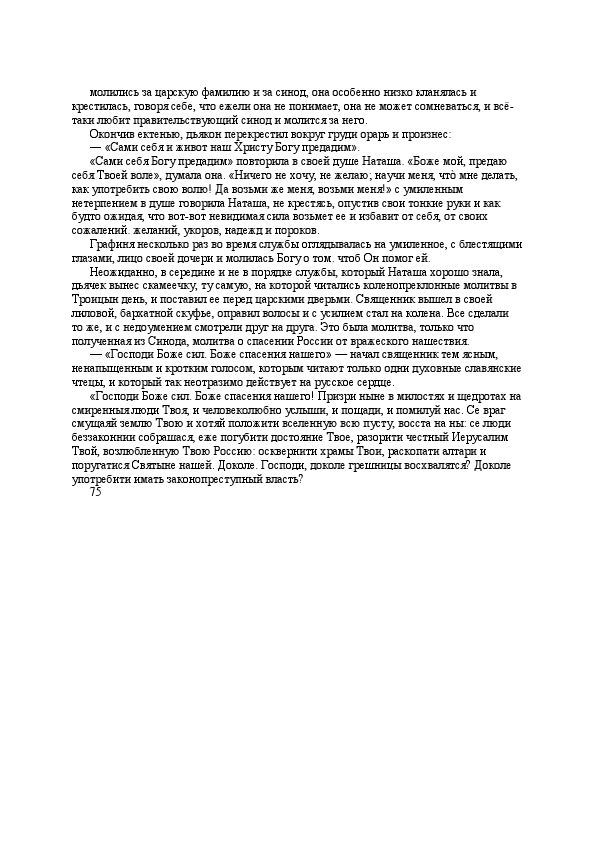 молились за царскую фамилию и за синод, она особенно низко кланялась и
крестилась, говоря себе, что ежели она не понимает, она не может сомневаться, и всё-
таки любит правительствующий синод и молится за него.
Окончив ектенью, дьякон перекрестил вокруг груди орарь и произнес:
— «Сами себя и живот наш Христу Богу предадим».
«Сами себя Богу предадим» повторила в своей душе Наташа. «Боже мой, предаю
себя Твоей воле», думала она. «Ничего не хочу, не желаю; научи меня, чтò мне делать,
как употребить свою волю! Да возьми же меня, возьми меня!» с умиленным
нетерпением в душе говорила Наташа, не крестясь, опустив свои тонкие руки и как
будто ожидая, что вот-вот невидимая сила возьмет ее и избавит от себя, от своих
сожалений. желаний, укоров, надежд и пороков.
Графиня несколько раз во время службы оглядывалась на умиленное, с блестящими
глазами, лицо своей дочери и молилась Богу о том. чтоб Он помог ей.
Неожиданно, в середине и не в порядке службы, который Наташа хорошо знала,
дьячек вынес скамеечку, ту самую, на которой читались коленопреклонные молитвы в
Троицын день, и поставил ее перед царскими дверьми. Священник вышел в своей
лиловой, бархатной скуфье, оправил волосы и с усилием стал на колена. Все сделали
то же, и с недоумением смотрели друг на друга. Это была молитва, только что
полученная из Синода, молитва о спасении России от вражеского нашествия.
— «Господи Боже сил. Боже спасения нашего» — начал священник тем ясным,
ненапыщенным и кротким голосом, которым читают только одни духовные славянские
чтецы, и который так неотразимо действует на русское сердце.
«Господи Боже сил. Боже спасения нашего! Призри ныне в милостях и щедротах на
смиренныя люди Твоя, и человеколюбно услыши, и пощади, и помилуй нас. Се враг
смущаяй землю Твою и хотяй положити вселенную всю пусту, восста на ны: се люди
беззаконнии собрашася, еже погубити достояние Твое, разорити честный Иерусалим
Твой, возлюбленную Твою Россию: осквернити храмы Твои, раскопати алтари и
поругатися Святыне нашей. Доколе. Господи, доколе грешницы восхвалятся? Доколе
употребити имать законопреступный власть?
75